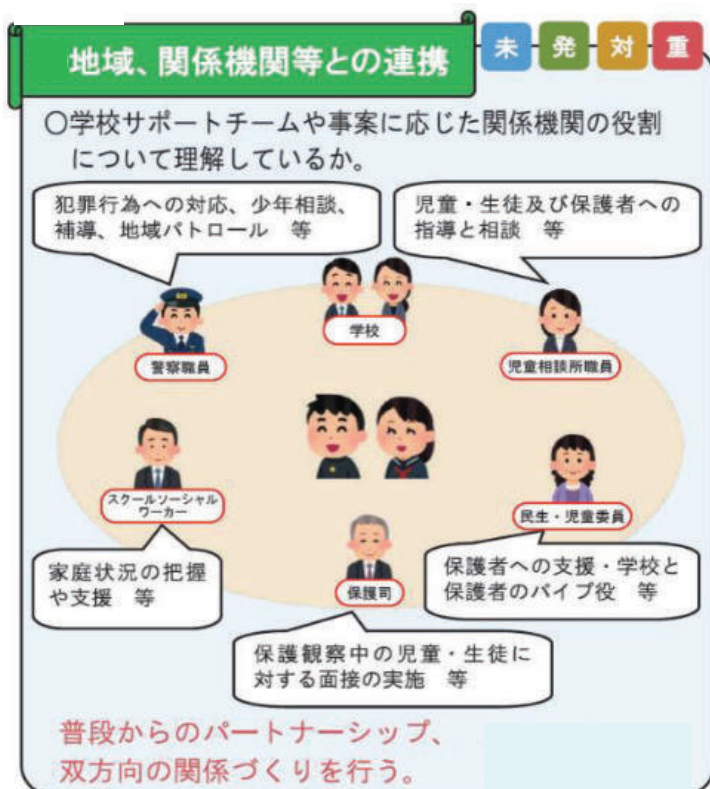 地域、関係機関等との連携
未 発 対 重
〇学校サポートチームや事案に応じた関係機関の役割
について理解しているか。
犯罪行為への対応、少年相談、
補導、地域パトロール　等
児童・生徒及び保護者への
指導と相談　等
学校
警察職員
児童相談所職員
スクールソーシャル
ワーカー
民生・児童委員
家庭状況の把握
や支援　等
保護司
保護者への支援・学校と
保護者のパイプ役　等
保護観察中の児童・生徒に
対する面接の実施　等
普段からのパートナーシップ、
双方向の関係づくりを行う。